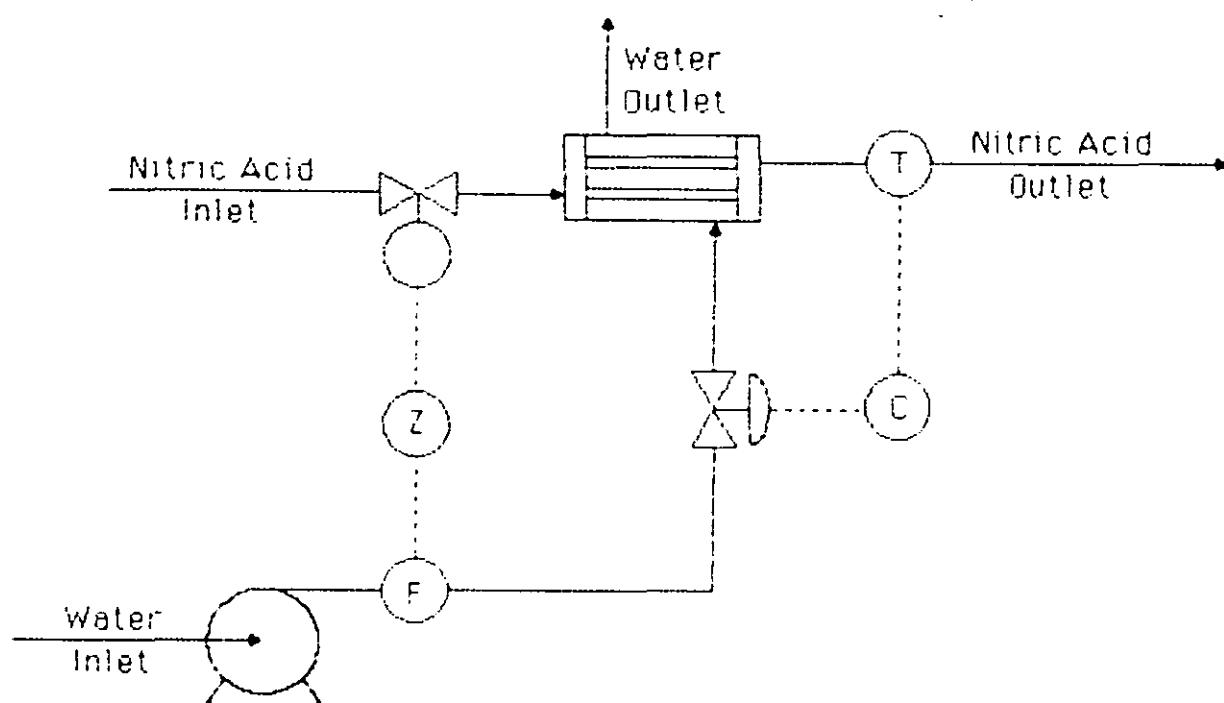 Water
Outlet
Nitric Acid
Inlet
T
Nitric Acid
Outlet
Z
C
F
Water
Inlet